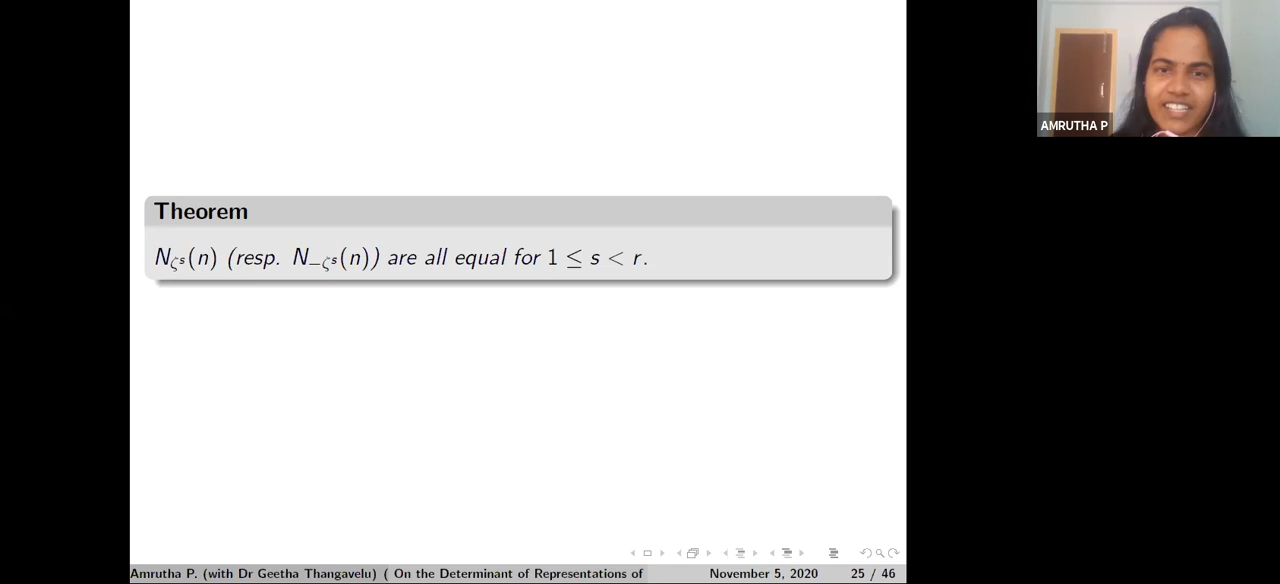 AMRUTHA P
Theorem
N_{ζ^s}(n) (resp. N_{−ζ^s}(n)) are all equal for 1 ≤ s < r.
Amrutha P. (with Dr Geetha Thangavelu) ( On the Determinant of Representations of November 5, 2020 25 / 46